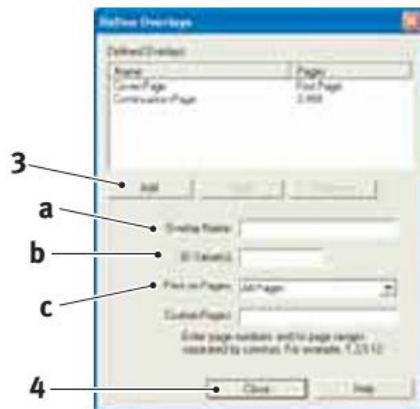 Define Overlays
Defined Overlays:
Name Pages
Cover Page First Page
Continuation Page
3
Add
a
Overlay Name:
b
ID Value(s):
c
Print on Pages: All Pages
Custom Pages:
Enter page numbers and/or page ranges
separated by commas. For example, 1,3,5-12
4
Close Help